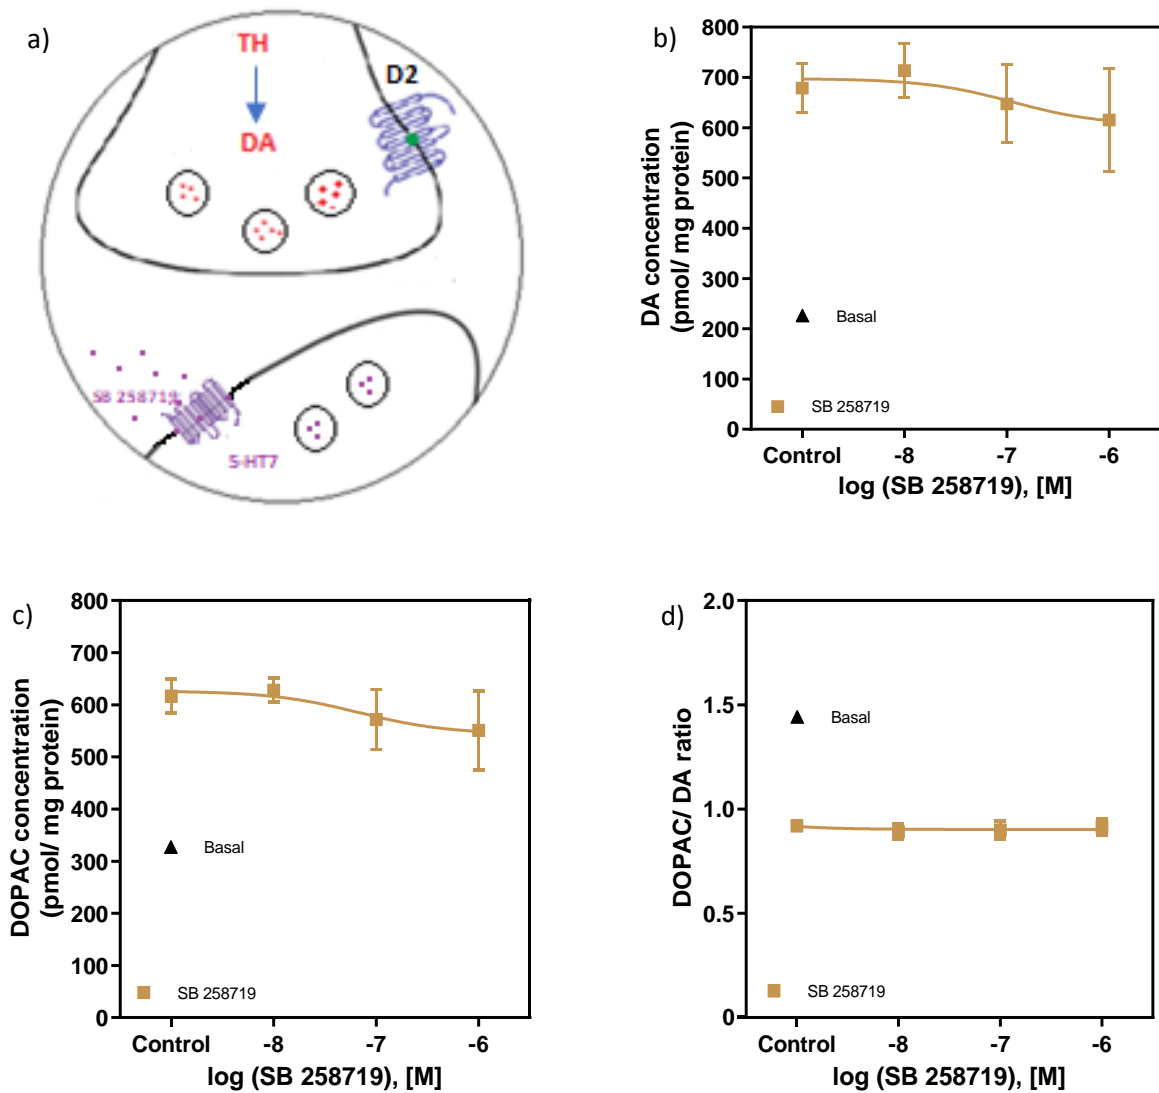 a)
TH
DA
D2
SB 258719
5-HT7
b)
800
700
600
500
400
300
200
100
0
DA concentration
(pmol/ mg protein)
Basal
SB 258719
Control -8 -7 -6
log (SB 258719), [M]
c)
800
700
600
500
400
300
200
100
0
DOPAC concentration
(pmol/ mg protein)
Basal
SB 258719
Control -8 -7 -6
log (SB 258719), [M]
d)
2.0
1.5
1.0
0.5
0
DOPAC/ DA ratio
Basal
SB 258719
Control -8 -7 -6
log (SB 258719), [M]